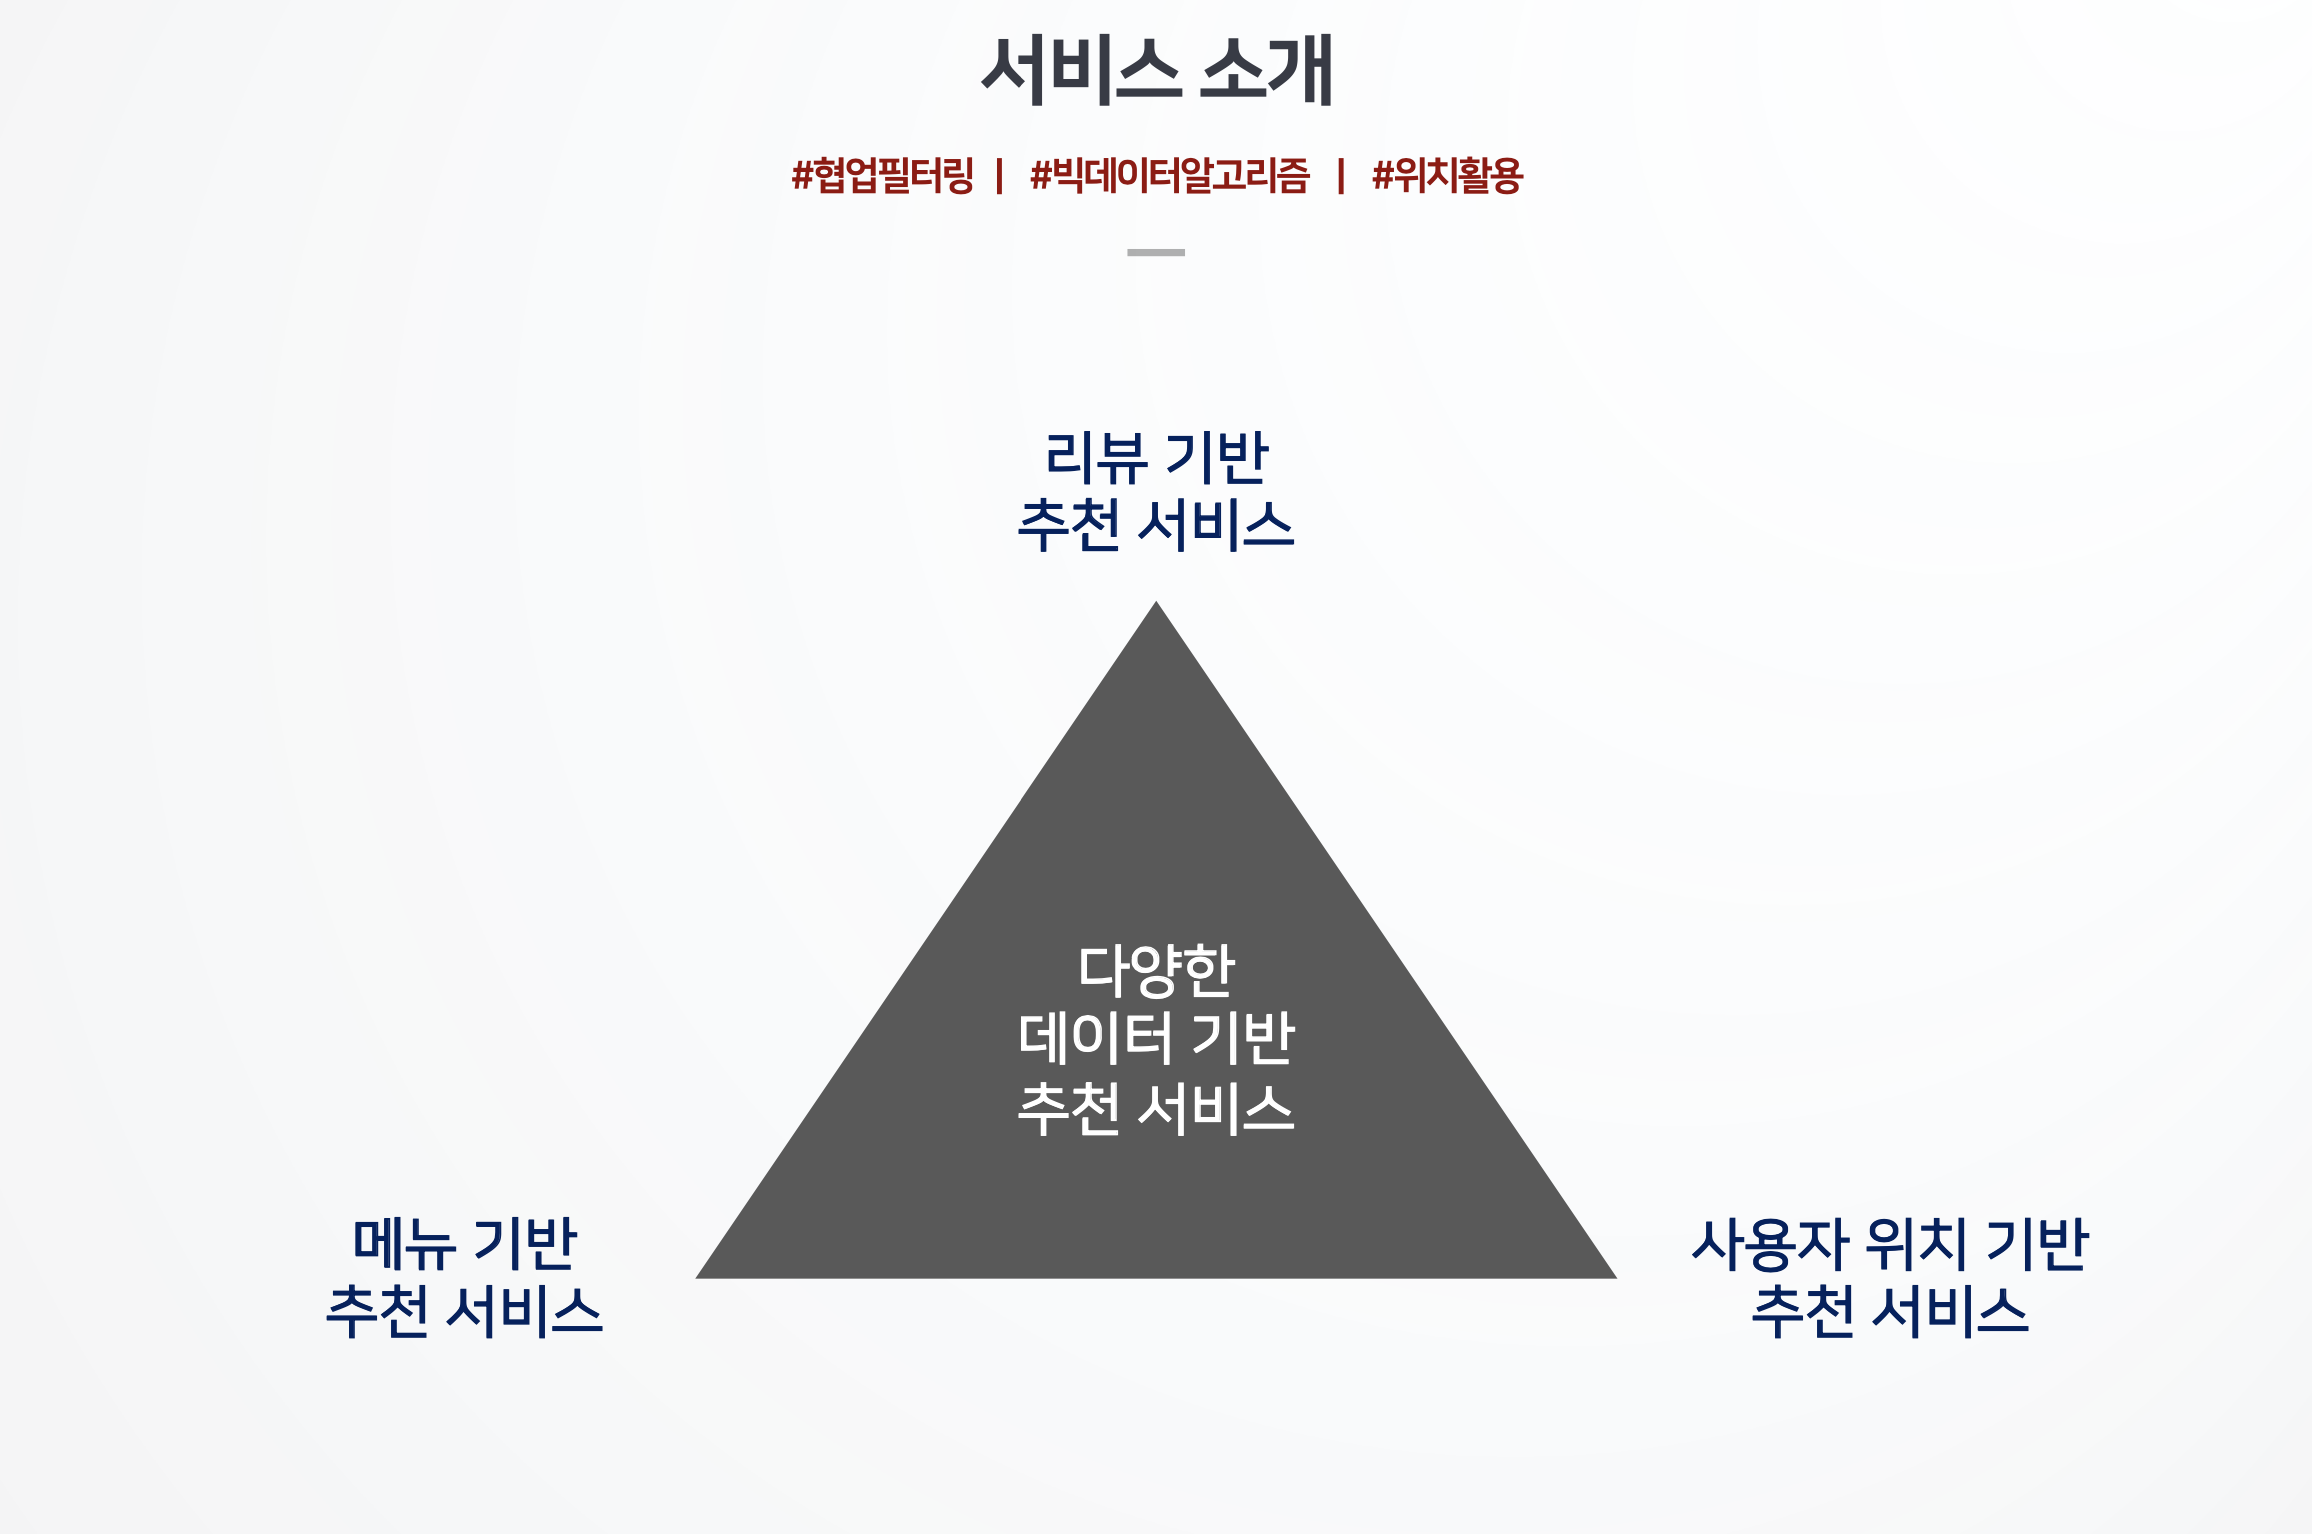 서비스 소개
#협업필터링 | #빅데이터알고리즘 | #위치활용
리뷰 기반
추천 서비스
다양한
데이터 기반
추천 서비스
메뉴 기반
추천 서비스
사용자 위치 기반
추천 서비스